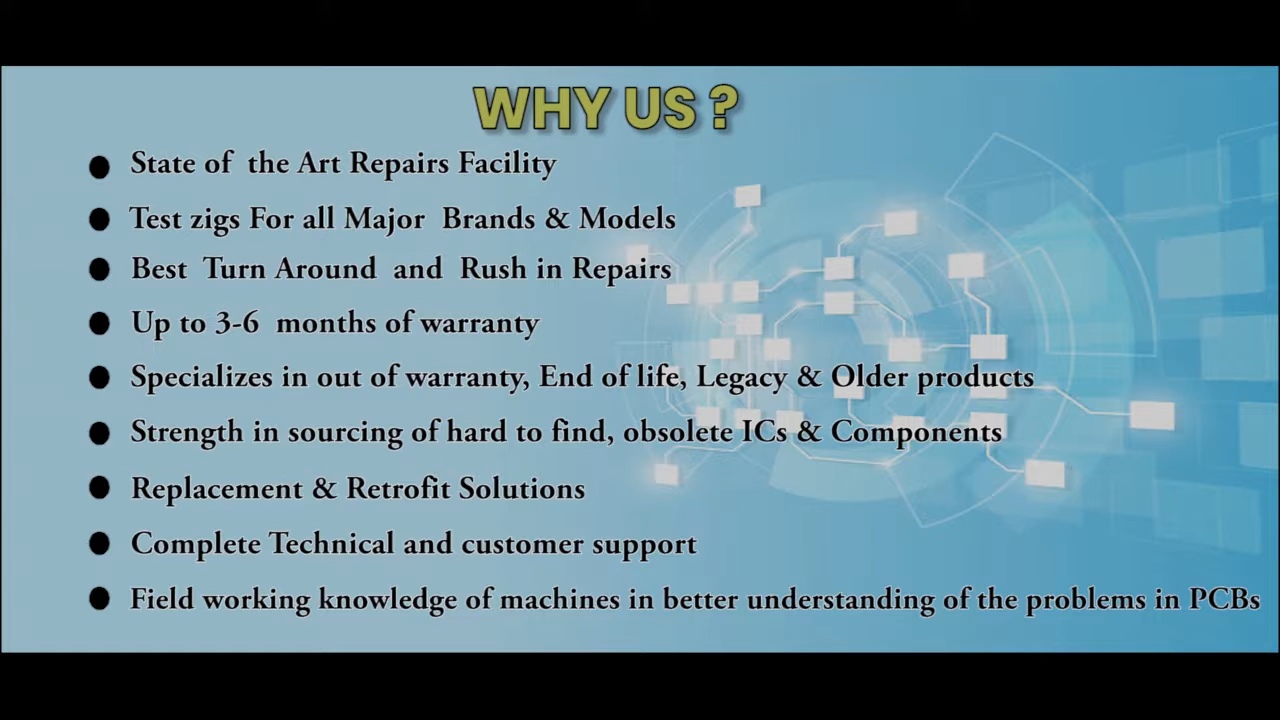 WHY US ?
State of the Art Repairs Facility
Test zigs For all Major Brands & Models
Best Turn Around and Rush in Repairs
Up to 3-6 months of warranty
Specializes in out of warranty, End of life, Legacy & Older products
Strength in sourcing of hard to find, obsolete ICs & Components
Replacement & Retrofit Solutions
Complete Technical and customer support
Field working knowledge of machines in better understanding of the problems in PCBs